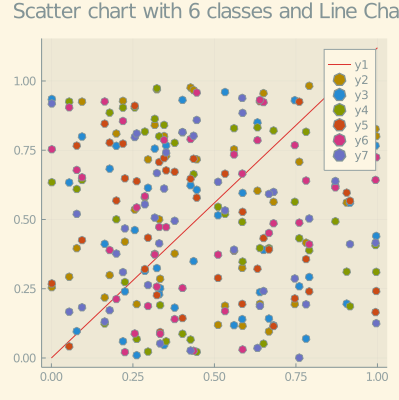 Scatter chart with 6 classes and Line Cha
y1
y2
y3
y4
y5
y6
y7
1.00
0.75
0.50
0.25
0.00
0.00 0.25 0.50 0.75 1.00